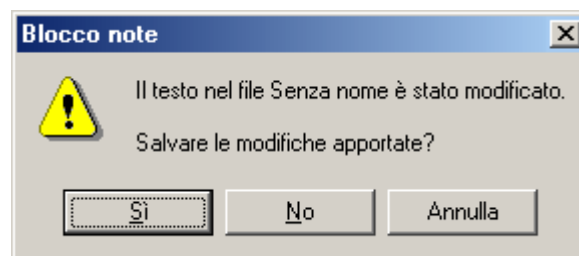 Blocco note
Il testo nel file Senza nome è stato modificato.
Salvare le modifiche apportate?
Sì No Annulla